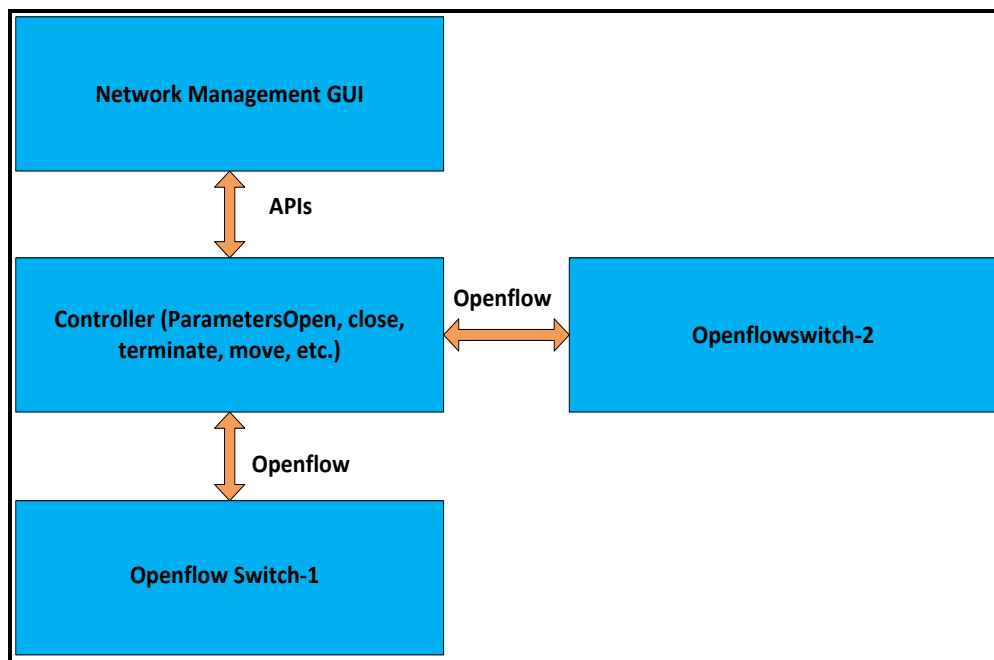 Network Management GUI
APIs
Controller (ParametersOpen, close,
terminate, move, etc.)
Openflow
Openflowswitch-2
Openflow
Openflow Switch-1